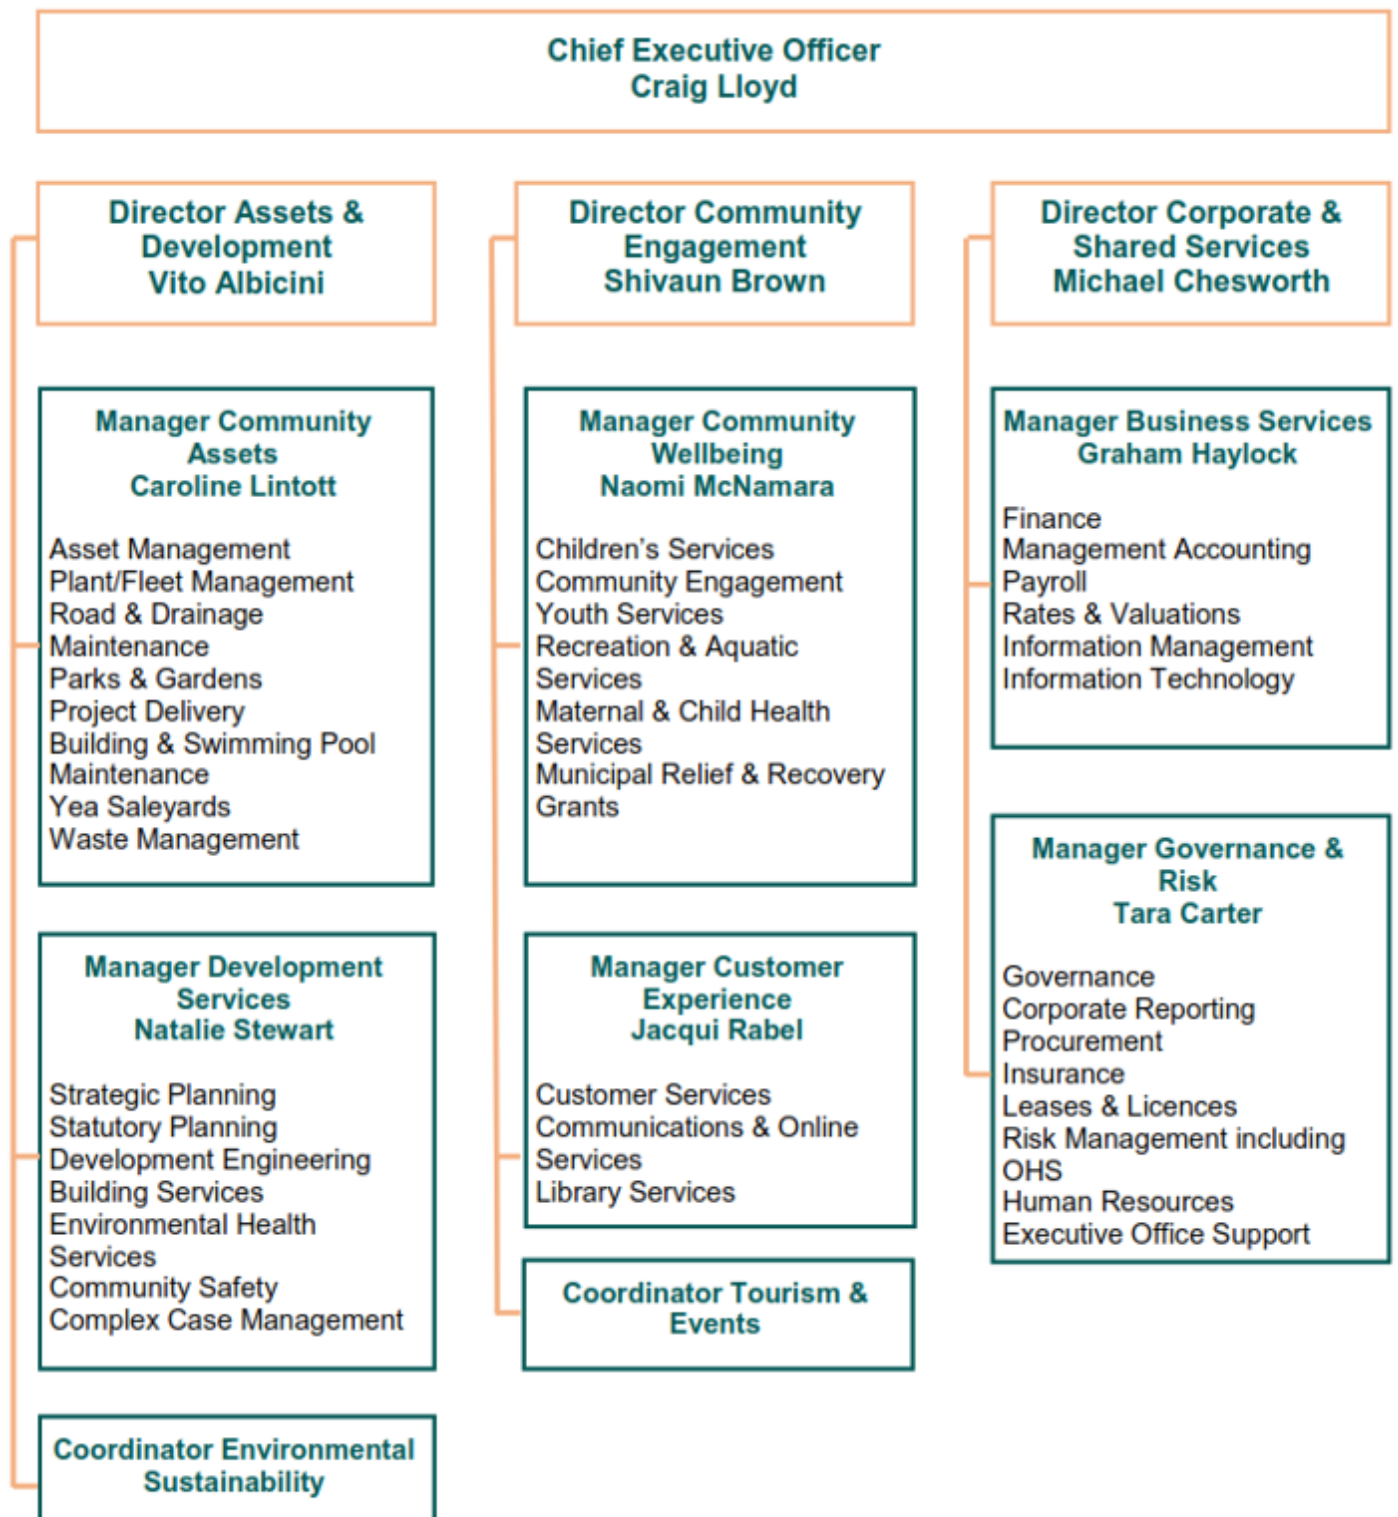 Chief Executive Officer
Craig Lloyd
Director Assets &
Development
Vito Albicini
Manager Community
Assets
Caroline Lintott
Asset Management
Plant/Fleet Management
Road & Drainage
Maintenance
Parks & Gardens
Project Delivery
Building & Swimming Pool
Maintenance
Yea Saleyards
Waste Management
Manager Development
Services
Natalie Stewart
Strategic Planning
Statutory Planning
Development Engineering
Building Services
Environmental Health
Services
Community Safety
Complex Case Management
Coordinator Environmental
Sustainability
Director Community
Engagement
Shivaun Brown
Manager Community
Wellbeing
Naomi McNamara
Children’s Services
Community Engagement
Youth Services
Recreation & Aquatic
Services
Maternal & Child Health
Services
Municipal Relief & Recovery
Grants
Manager Customer
Experience
Jacqui Rabel
Customer Services
Communications & Online
Services
Library Services
Coordinator Tourism &
Events
Director Corporate &
Shared Services
Michael Chesworth
Manager Business Services
Graham Haylock
Finance
Management Accounting
Payroll
Rates & Valuations
Information Management
Information Technology
Manager Governance &
Risk
Tara Carter
Governance
Corporate Reporting
Procurement
Insurance
Leases & Licences
Risk Management including
OHS
Human Resources
Executive Office Support